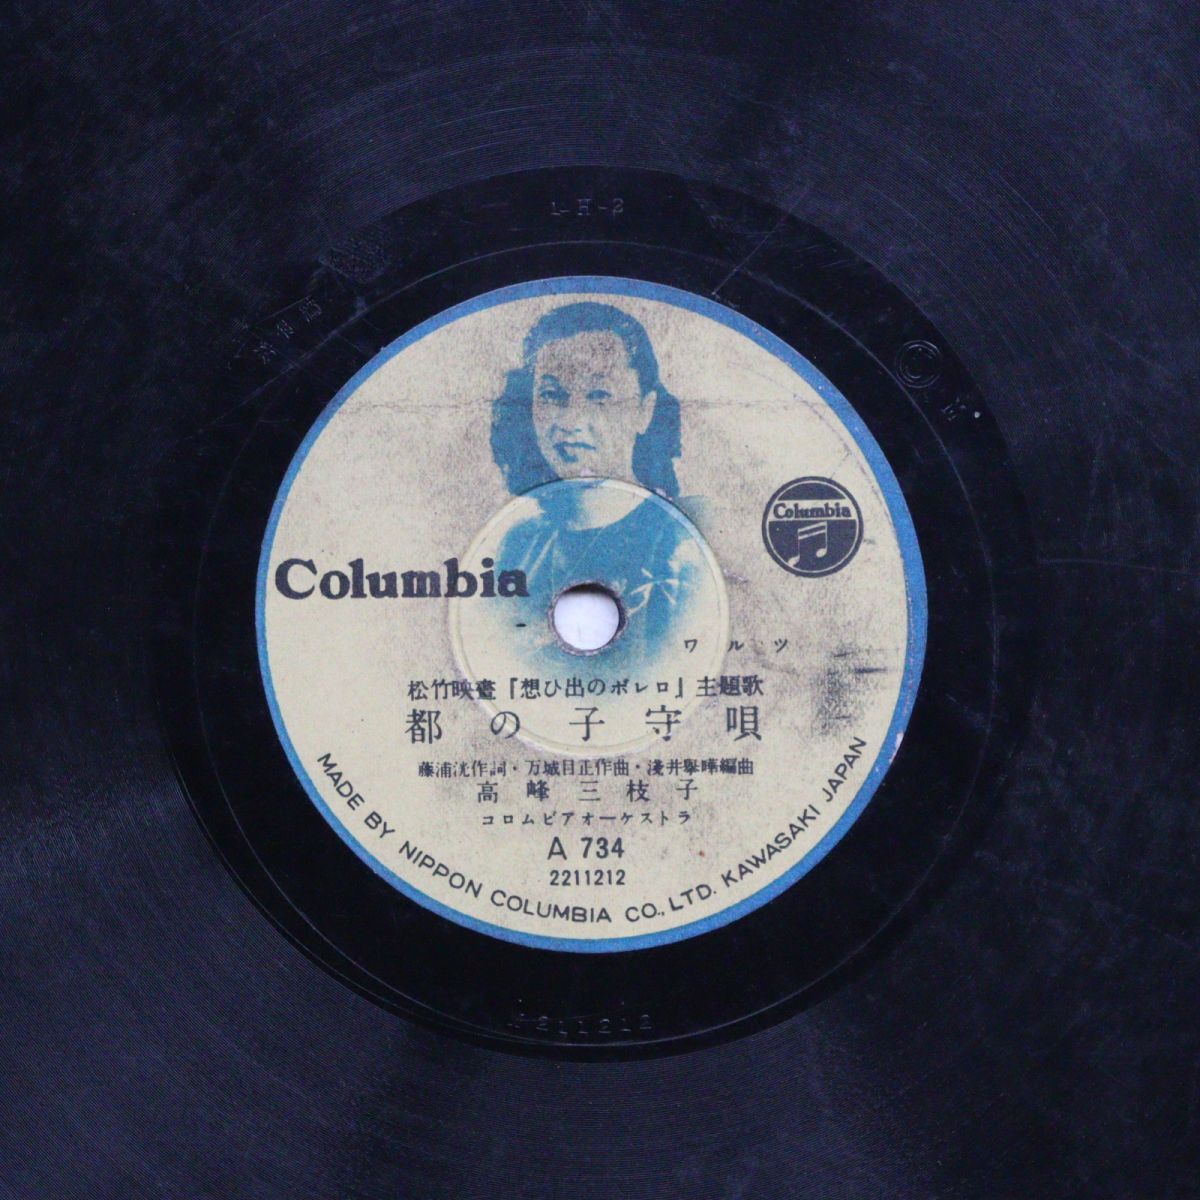 1-H-2
Columbia
Columbia
ワルツ
松竹映畫『想ひ出のボレロ』主題歌
都の子守唄
藤浦洸作詞・万城目正作曲・淺井擧曄編曲
高峰三枝子
コロムビアオーケストラ
A 734
2211212
MADE BY NIPPON COLUMBIA CO., LTD. KAWASAKI JAPAN
2211212